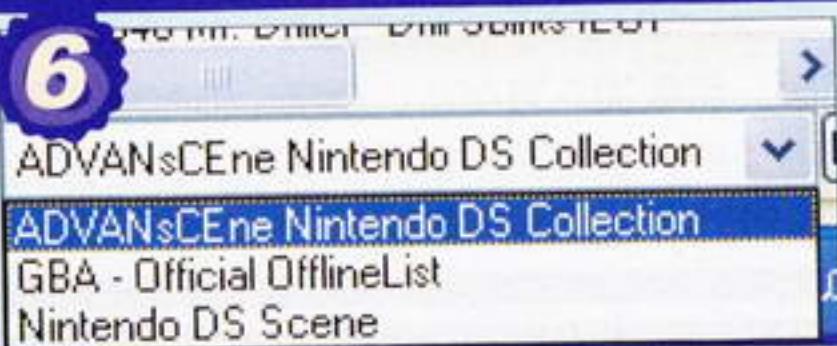 6
ADVANsCEne Nintendo DS Collection
ADVANsCEne Nintendo DS Collection
GBA - Official OfflineList
Nintendo DS Scene